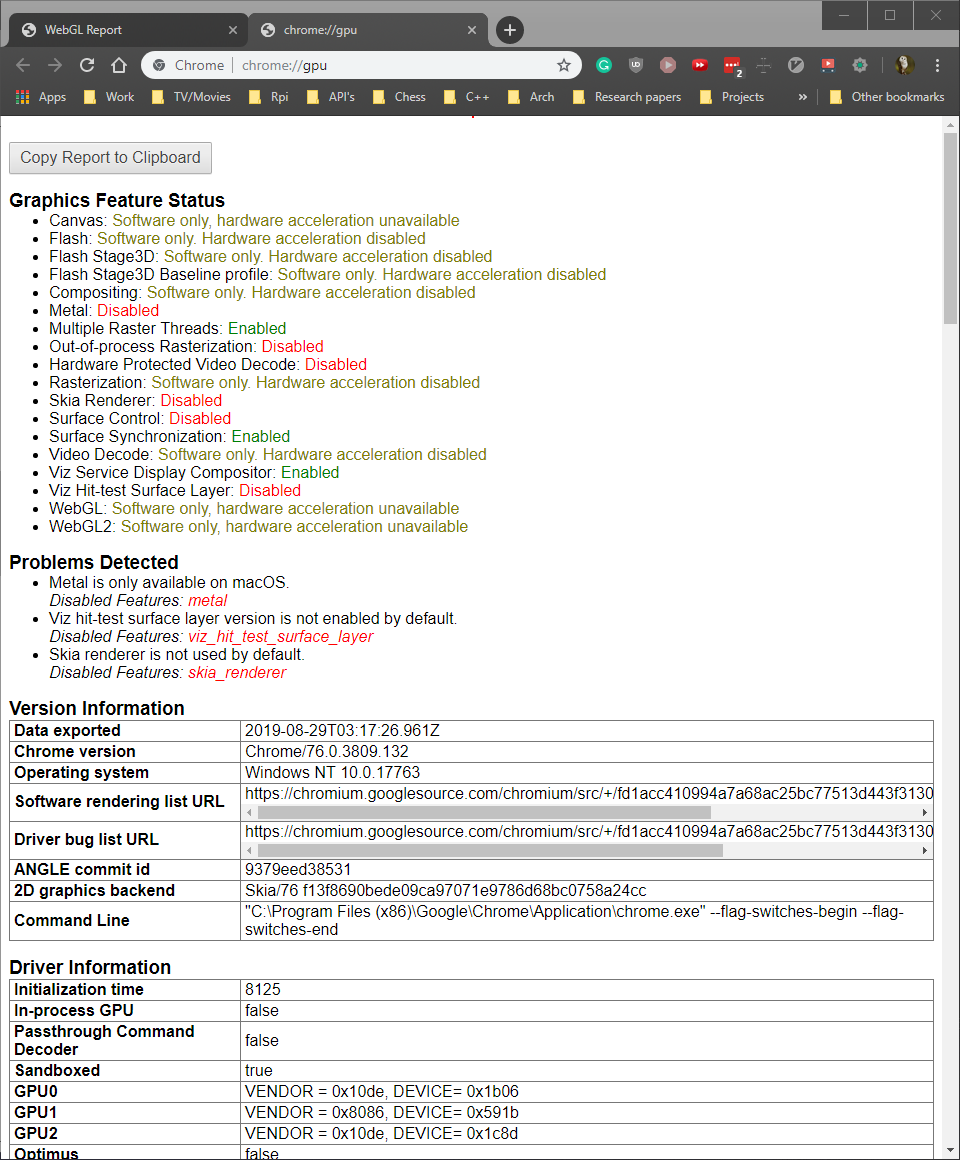 WebGL Report
chrome://gpu
Chrome | chrome://gpu
2
Apps Work TV/Movies Rpi API's Chess C++ Arch Research papers Projects » Other bookmarks
Copy Report to Clipboard
Graphics Feature Status
• Canvas: Software only, hardware acceleration unavailable
• Flash: Software only. Hardware acceleration disabled
• Flash Stage3D: Software only. Hardware acceleration disabled
• Flash Stage3D Baseline profile: Software only. Hardware acceleration disabled
• Compositing: Software only. Hardware acceleration disabled
• Metal: Disabled
• Multiple Raster Threads: Enabled
• Out-of-process Rasterization: Disabled
• Hardware Protected Video Decode: Disabled
• Rasterization: Software only. Hardware acceleration disabled
• Skia Renderer: Disabled
• Surface Control: Disabled
• Surface Synchronization: Enabled
• Video Decode: Software only. Hardware acceleration disabled
• Viz Service Display Compositor: Enabled
• Viz Hit-test Surface Layer: Disabled
• WebGL: Software only, hardware acceleration unavailable
• WebGL2: Software only, hardware acceleration unavailable
Problems Detected
• Metal is only available on macOS.
Disabled Features: metal
• Viz hit-test surface layer version is not enabled by default.
Disabled Features: viz_hit_test_surface_layer
• Skia renderer is not used by default.
Disabled Features: skia_renderer
Version Information
Data exported 2019-08-29T03:17:26.961Z
Chrome version Chrome/76.0.3809.132
Operating system Windows NT 10.0.17763
Software rendering list URL https://chromium.googlesource.com/chromium/src/+/fd1acc410994a7a68ac25bc77513d443f3130
Driver bug list URL https://chromium.googlesource.com/chromium/src/+/fd1acc410994a7a68ac25bc77513d443f3130
ANGLE commit id 9379eed38531
2D graphics backend Skia/76 f13f8690bede09ca97071e9786d68bc0758a24cc
Command Line "C:\Program Files (x86)\Google\Chrome\Application\chrome.exe" --flag-switches-begin --flag-
switches-end
Driver Information
Initialization time 8125
In-process GPU false
Passthrough Command
Decoder false
Sandboxed true
GPU0 VENDOR = 0x10de, DEVICE= 0x1b06
GPU1 VENDOR = 0x8086, DEVICE= 0x591b
GPU2 VENDOR = 0x10de, DEVICE= 0x1c8d
Optimus false